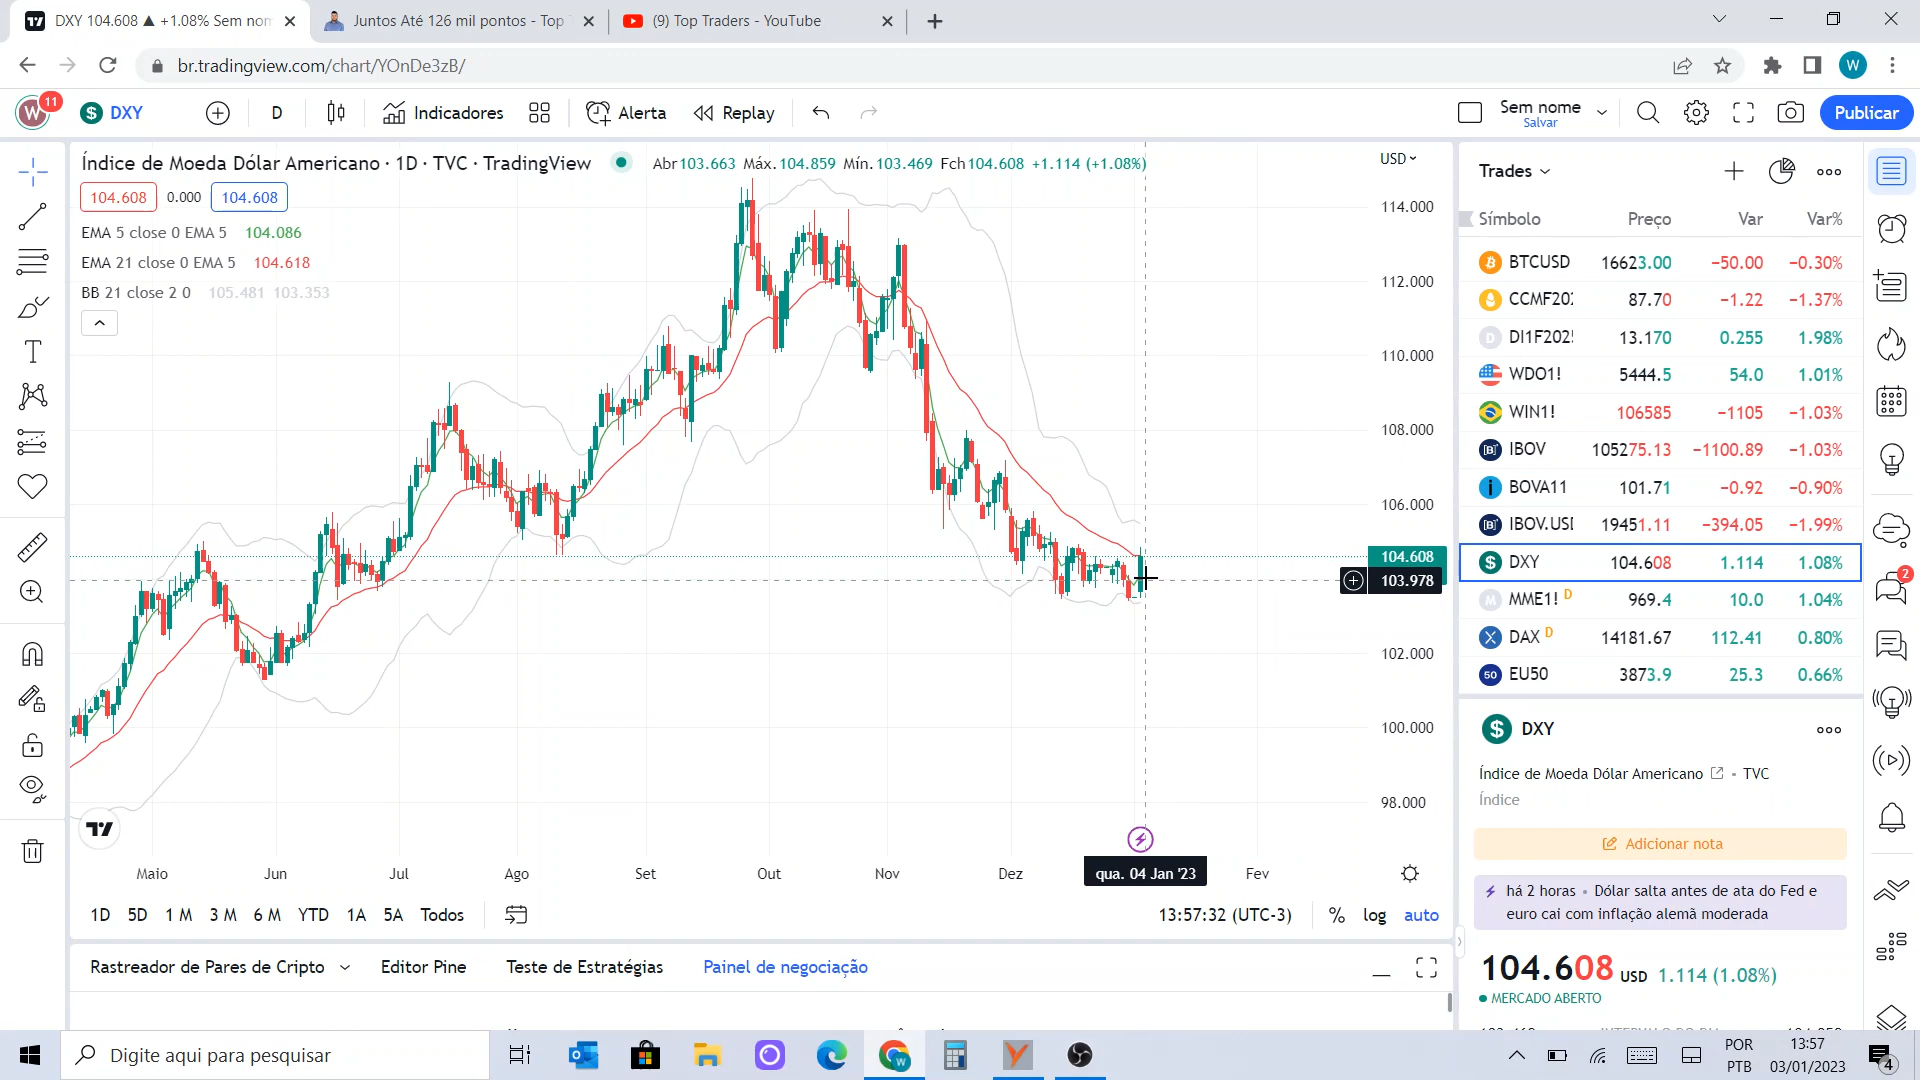 DXY 104.608 ▲ +1.08% Sem nom
Juntos Até 126 mil pontos - Top
(9) Top Traders - YouTube
br.tradingview.com/chart/YOnDe3zB/
W
W
11
DXY
D
Indicadores
Alerta
Replay
Sem nome
Salvar
Publicar
Índice de Moeda Dólar Americano · 1D · TVC · TradingView
Abr103.663 Máx.104.859 Mín.103.469 Fch104.608 +1.114 (+1.08%)
104.608 0.000 104.608
EMA 5 close 0 EMA 5 104.086
EMA 21 close 0 EMA 5 104.618
BB 21 close 2 0 105.481 103.353
USD
114.000
112.000
110.000
108.000
106.000
104.608
103.978
102.000
100.000
98.000
Maio Jun Jul Ago Set Out Nov Dez qua. 04 Jan '23 Fev
1D 5D 1 M 3 M 6 M YTD 1A 5A Todos
13:57:32 (UTC-3) % log auto
Rastreador de Pares de Cripto Editor Pine Teste de Estratégias Painel de negociação
Trades
Símbolo Preço Var Var%
BTCUSD 16623.00 −50.00 −0.30%
CCMF202 87.70 −1.22 −1.37%
DI1F202 13.170 0.255 1.98%
WDO1! 5444.5 54.0 1.01%
WIN1! 106585 −1105 −1.03%
IBOV 105275.13 −1100.89 −1.03%
BOVA11 101.71 −0.92 −0.90%
IBOV.USD 19451.11 −394.05 −1.99%
DXY 104.608 1.114 1.08%
MME1! D 969.4 10.0 1.04%
DAX D 14181.67 112.41 0.80%
50 EU50 3873.9 25.3 0.66%
2
DXY
Índice de Moeda Dólar Americano • TVC
Índice
Adicionar nota
há 2 horas • Dólar salta antes de ata do Fed e
euro cai com inflação alemã moderada
104.608 USD 1.114 (1.08%)
MERCADO ABERTO
Digite aqui para pesquisar
POR
PTB
13:57
03/01/2023
4